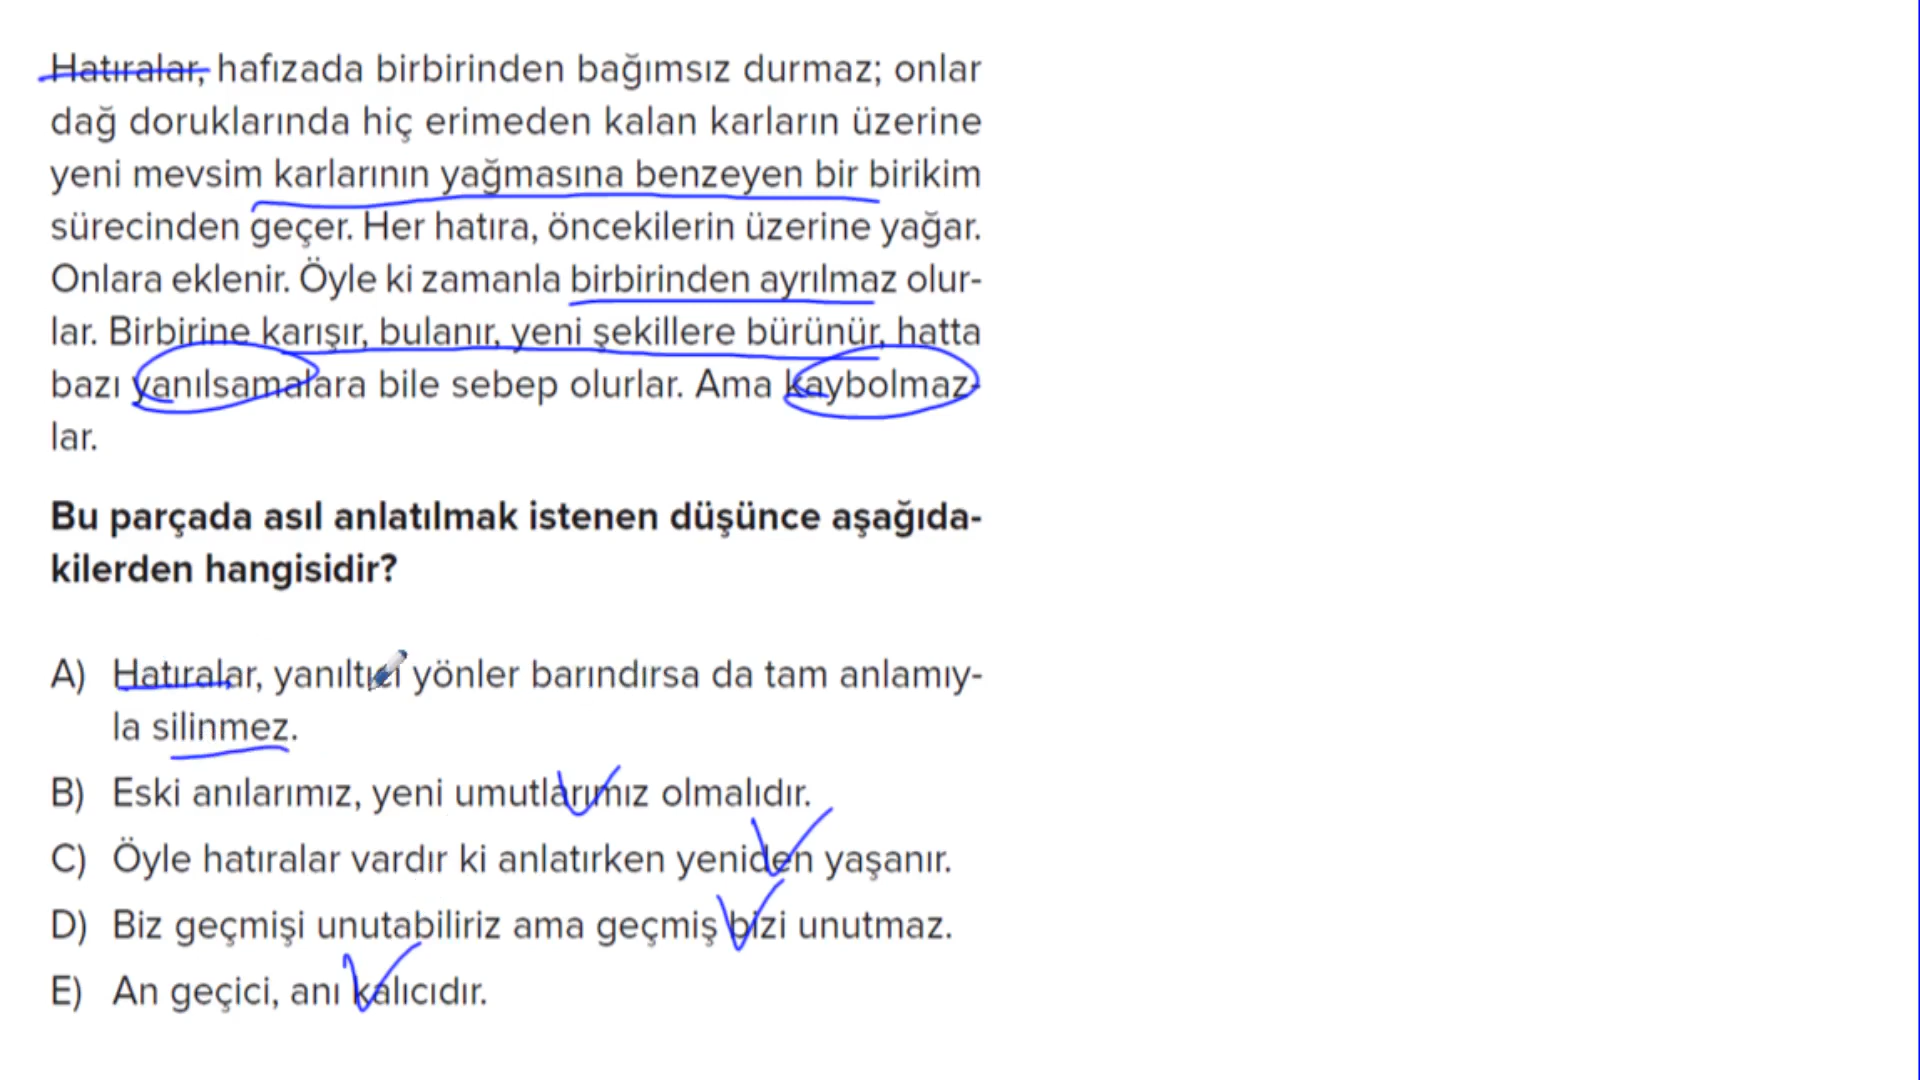 Hatıralar, hafızada birbirinden bağımsız durmaz; onlar
dağ doruklarında hiç erimeden kalan karların üzerine
yeni mevsim karlarının yağmasına benzeyen bir birikim
sürecinden geçer. Her hatıra, öncekilerin üzerine yağar.
Onlara eklenir. Öyle ki zamanla birbirinden ayrılmaz olur-
lar. Birbirine karışır, bulanır, yeni şekillere bürünür, hatta
bazı yanılsamalara bile sebep olurlar. Ama kaybolmaz-
lar.
Bu parçada asıl anlatılmak istenen düşünce aşağıda-
kilerden hangisidir?
A) Hatıralar, yanıltıcı yönler barındırsa da tam anlamıy-
la silinmez.
B) Eski anılarımız, yeni umutlarımız olmalıdır.
C) Öyle hatıralar vardır ki anlatırken yeniden yaşanır.
D) Biz geçmişi unutabiliriz ama geçmiş bizi unutmaz.
E) An geçici, anı kalıcıdır.